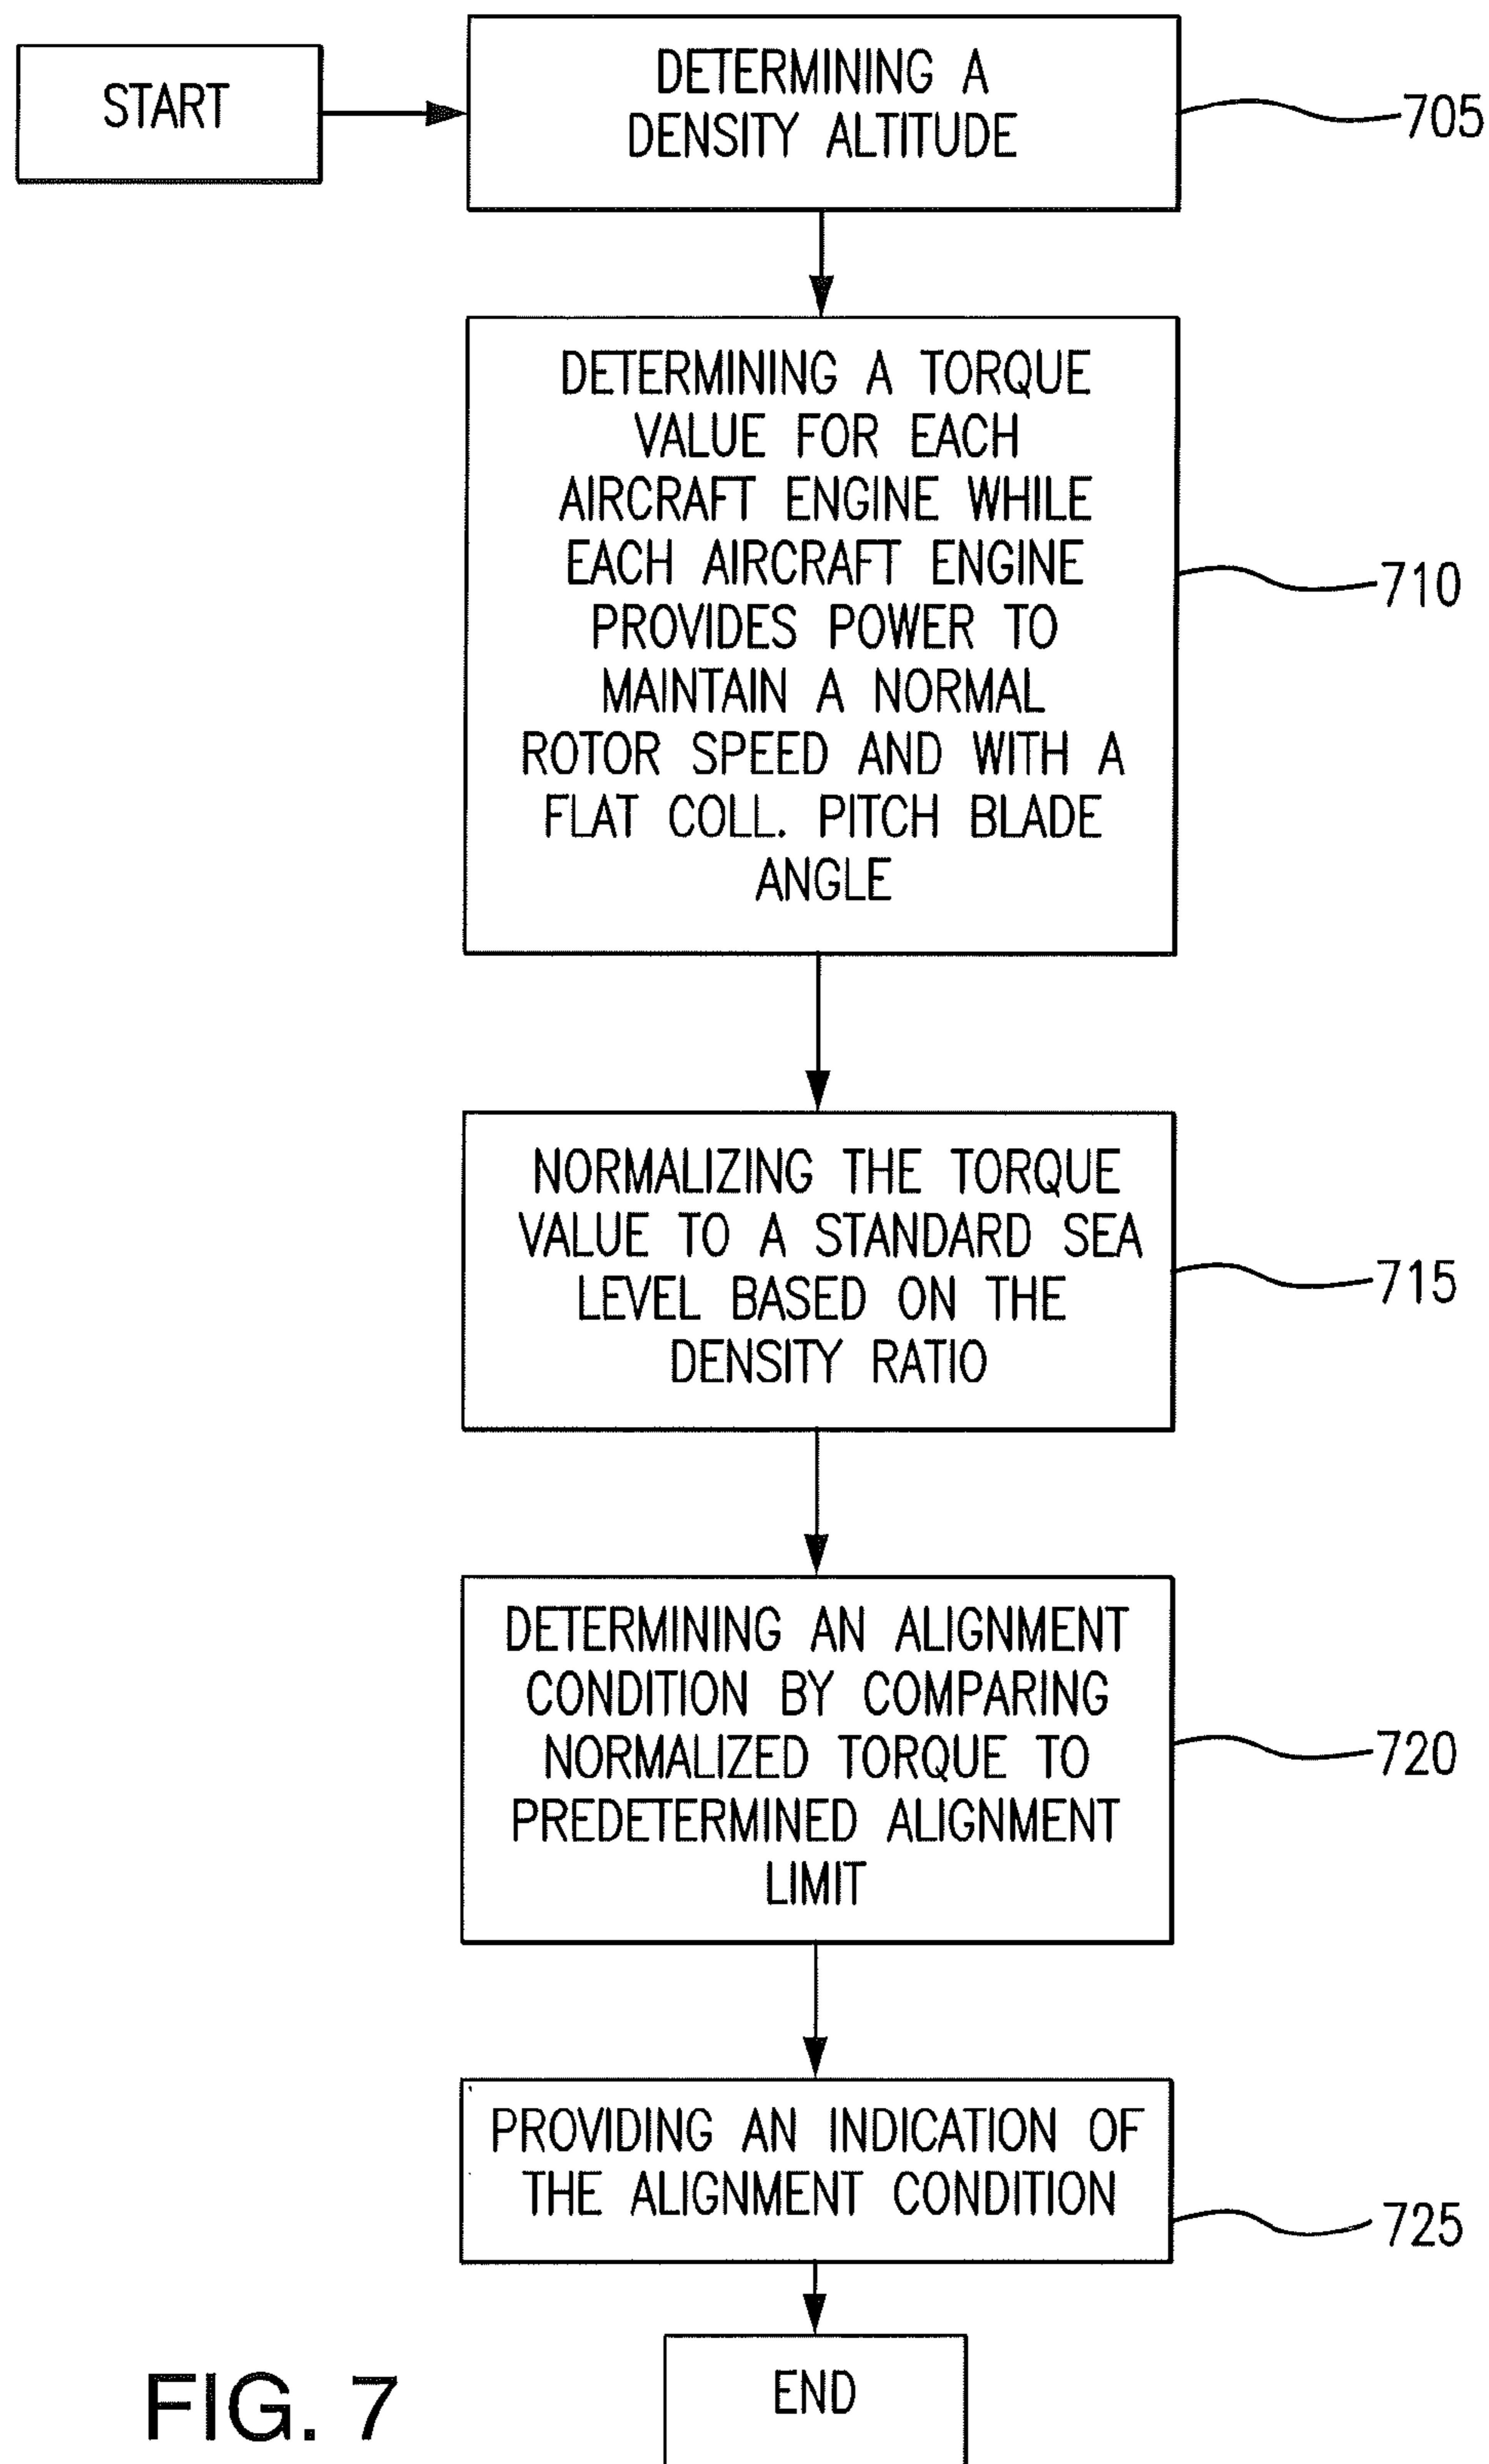 START
DETERMINING A
DENSITY ALTITUDE
705
DETERMINING A TORQUE
VALUE FOR EACH
AIRCRAFT ENGINE WHILE
EACH AIRCRAFT ENGINE
PROVIDES POWER TO
MAINTAIN A NORMAL
ROTOR SPEED AND WITH A
FLAT COLL. PITCH BLADE
ANGLE
710
NORMALIZING THE TORQUE
VALUE TO A STANDARD SEA
LEVEL BASED ON THE
DENSITY RATIO
715
DETERMINING AN ALIGNMENT
CONDITION BY COMPARING
NORMALIZED TORQUE TO
PREDETERMINED ALIGNMENT
LIMIT
720
PROVIDING AN INDICATION OF
THE ALIGNMENT CONDITION
725
END
FIG. 7